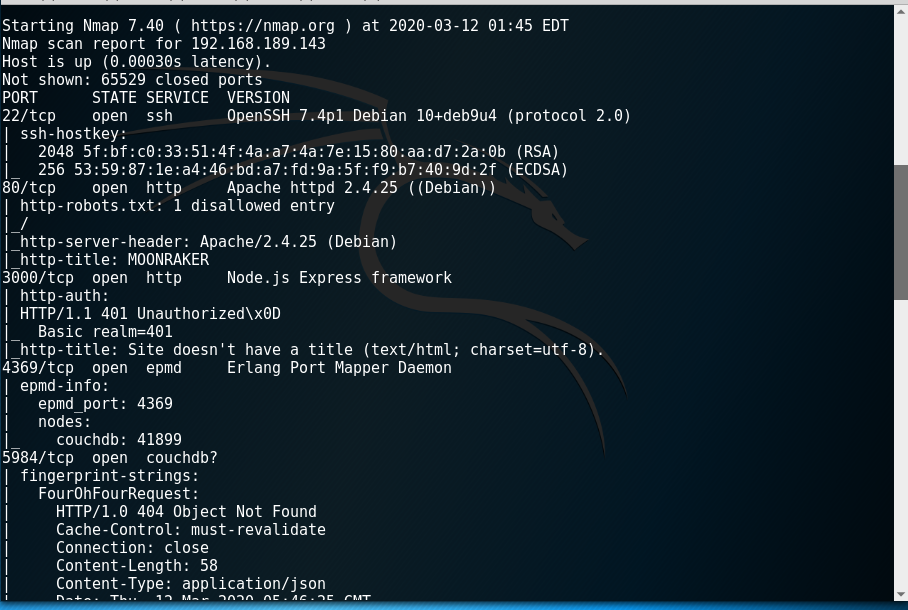 Starting Nmap 7.40 ( https://nmap.org ) at 2020-03-12 01:45 EDT
Nmap scan report for 192.168.189.143
Host is up (0.00030s latency).
Not shown: 65529 closed ports
PORT      STATE SERVICE  VERSION
22/tcp    open  ssh      OpenSSH 7.4p1 Debian 10+deb9u4 (protocol 2.0)
| ssh-hostkey:
|   2048 5f:bf:c0:33:51:4f:4a:a7:4a:7e:15:80:aa:d7:2a:0b (RSA)
|_  256 53:59:87:1e:a4:46:bd:a7:fd:9a:5f:f9:b7:40:9d:2f (ECDSA)
80/tcp    open  http     Apache httpd 2.4.25 ((Debian))
| http-robots.txt: 1 disallowed entry
|_/
|_http-server-header: Apache/2.4.25 (Debian)
|_http-title: MOONRAKER
3000/tcp  open  http     Node.js Express framework
| http-auth:
| HTTP/1.1 401 Unauthorized\x0D
|_  Basic realm=401
|_http-title: Site doesn't have a title (text/html; charset=utf-8).
4369/tcp  open  epmd     Erlang Port Mapper Daemon
| epmd-info:
|   epmd_port: 4369
|   nodes:
|_    couchdb: 41899
5984/tcp  open  couchdb?
| fingerprint-strings:
|   FourOhFourRequest:
|     HTTP/1.0 404 Object Not Found
|     Cache-Control: must-revalidate
|     Connection: close
|     Content-Length: 58
|     Content-Type: application/json
|     Date: Thu, 12 Mar 2020 05:46:25 GMT